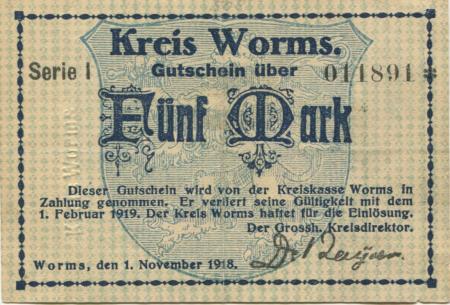 Kreis Worms.
Serie I
Gutschein über
011891 *
Fünf Mark
Dieser Gutschein wird von der Kreiskasse Worms in
Zahlung genommen. Er verliert seine Gültigkeit mit dem
1. Februar 1919. Der Kreis Worms haftet für die Einlösung.
Der Grossh. Kreisdirektor.
Worms, den 1. November 1918.